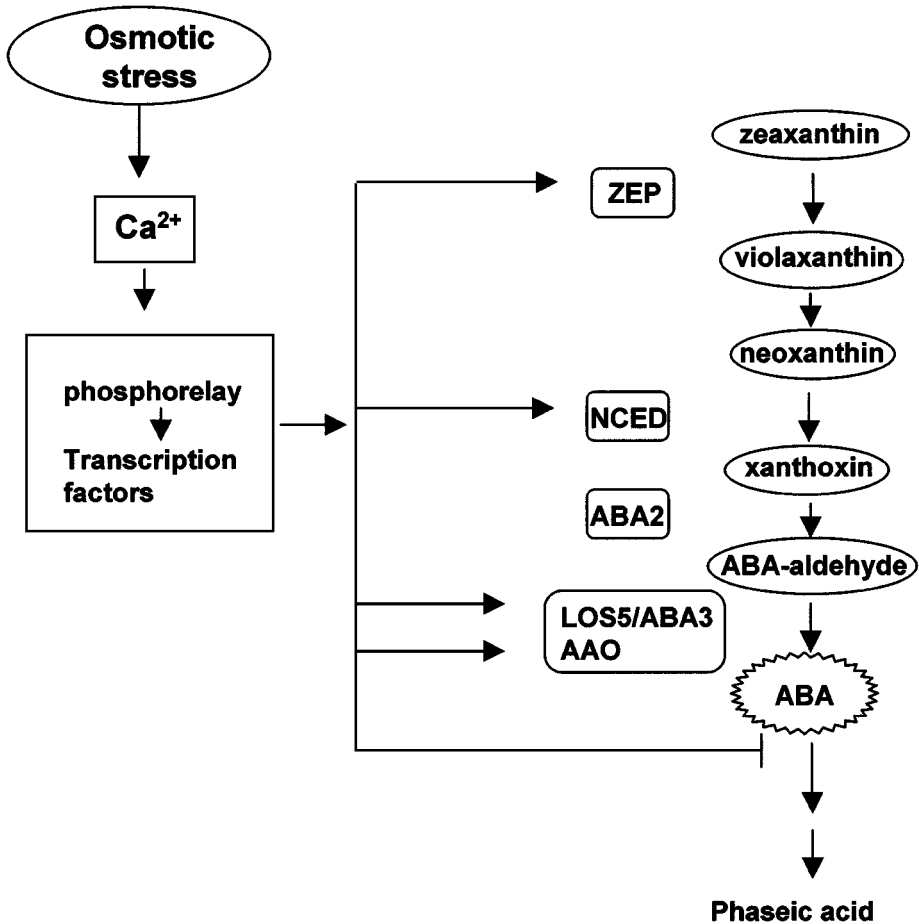 Osmotic
stress
Ca²⁺
phosphorelay
Transcription
factors
ZEP
NCED
ABA2
LOS5/ABA3
AAO
zeaxanthin
violaxanthin
neoxanthin
xanthoxin
ABA-aldehyde
ABA
Phaseic acid